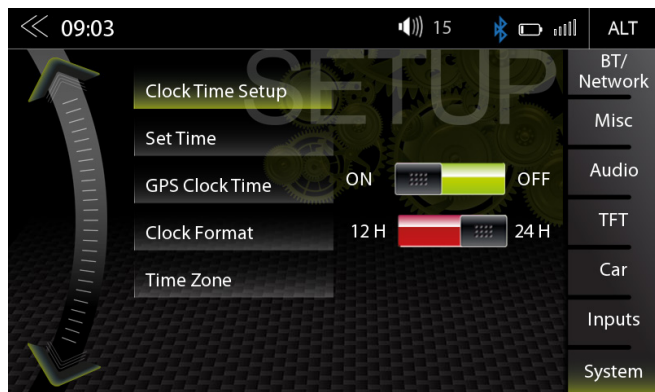 09:03
15
ALT
SETUP
BT/
Network
Clock Time Setup
Misc
Set Time
Audio
GPS Clock Time
ON
OFF
TFT
Clock Format
12 H
24 H
Car
Time Zone
Inputs
System